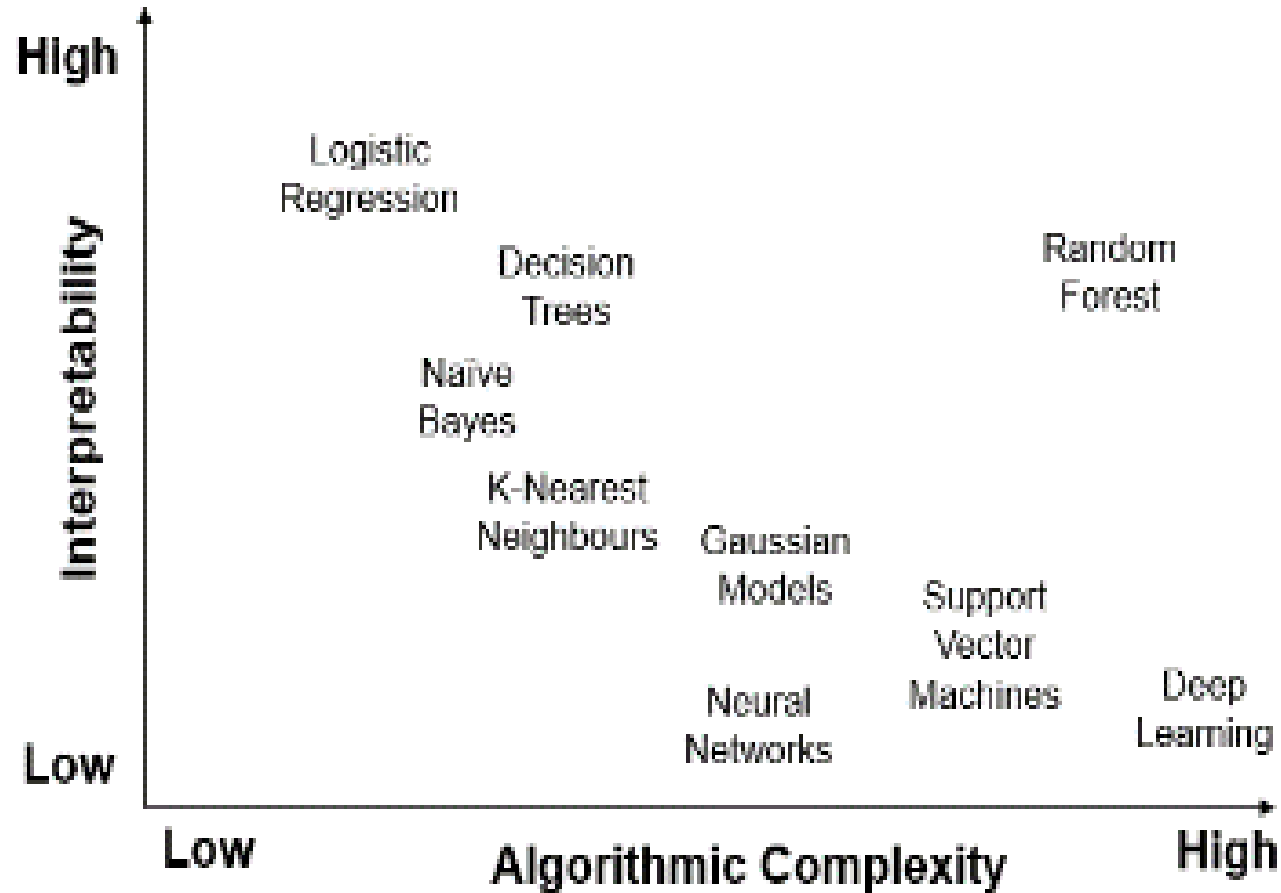 High
Logistic
Regression
Decision
Trees
Random
Forest
Naïve
Bayes
K-Nearest
Neighbours
Gaussian
Models
Support
Vector
Machines
Neural
Networks
Deep
Learning
Interpretability
Low
Low
Algorithmic Complexity
High